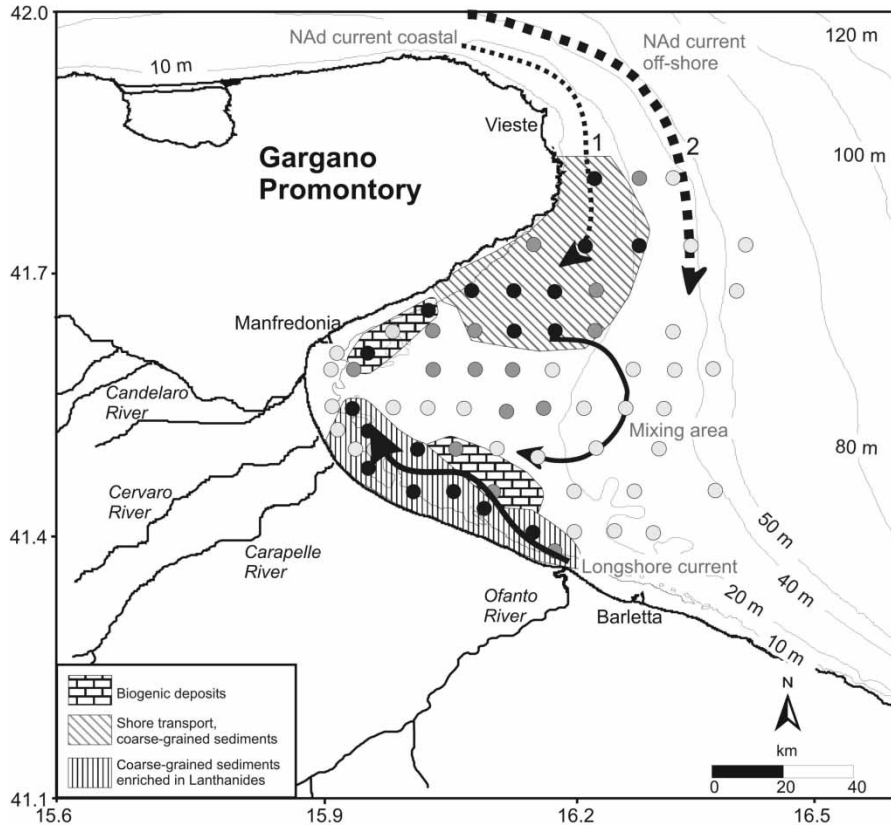 42.0
NAd current coastal
NAd current
off-shore
120 m
10 m
Vieste
1
2
Gargano
Promontory
100 m
41.7
Manfredonia
Candelaro
River
Mixing area
80 m
Cervaro
River
41.4
Carapelle
River
50 m
Longshore current
40 m
Ofanto
River
Barletta
20 m
10 m
Biogenic deposits
Shore transport,
coarse-grained sediments
Coarse-grained sediments
enriched in Lanthanides
N
km
0 20 40
41.1
15.6 15.9 16.2 16.5